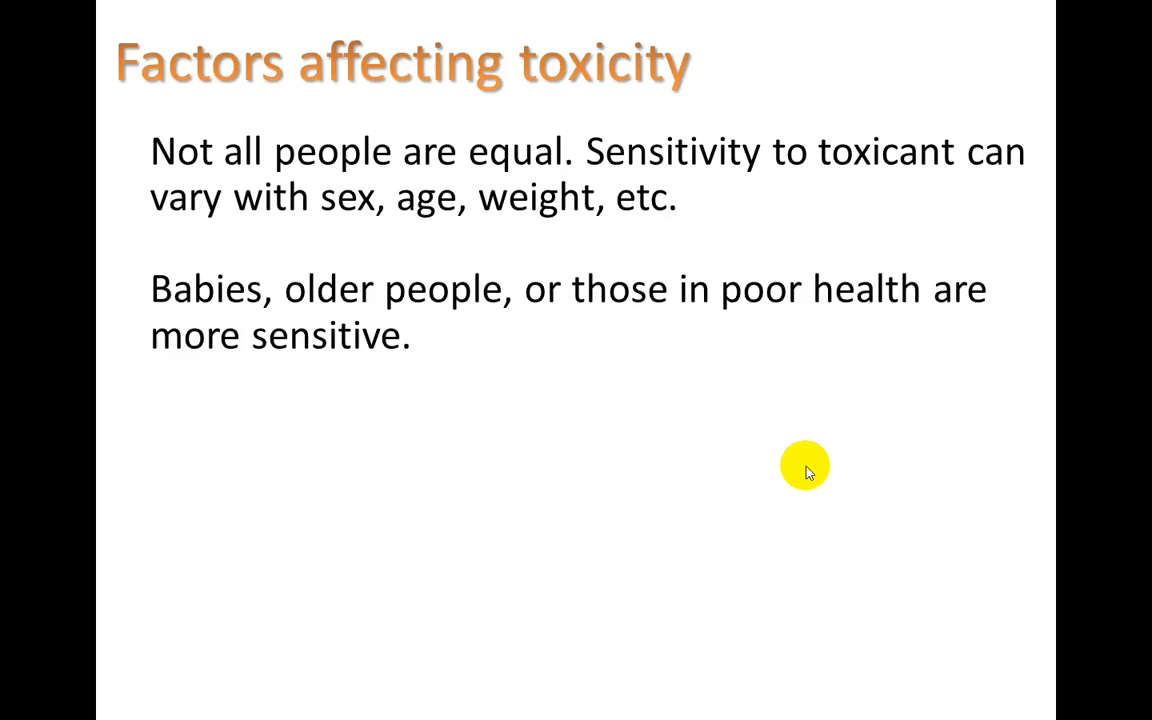 Factors affecting toxicity
Not all people are equal. Sensitivity to toxicant can
vary with sex, age, weight, etc.
Babies, older people, or those in poor health are
more sensitive.